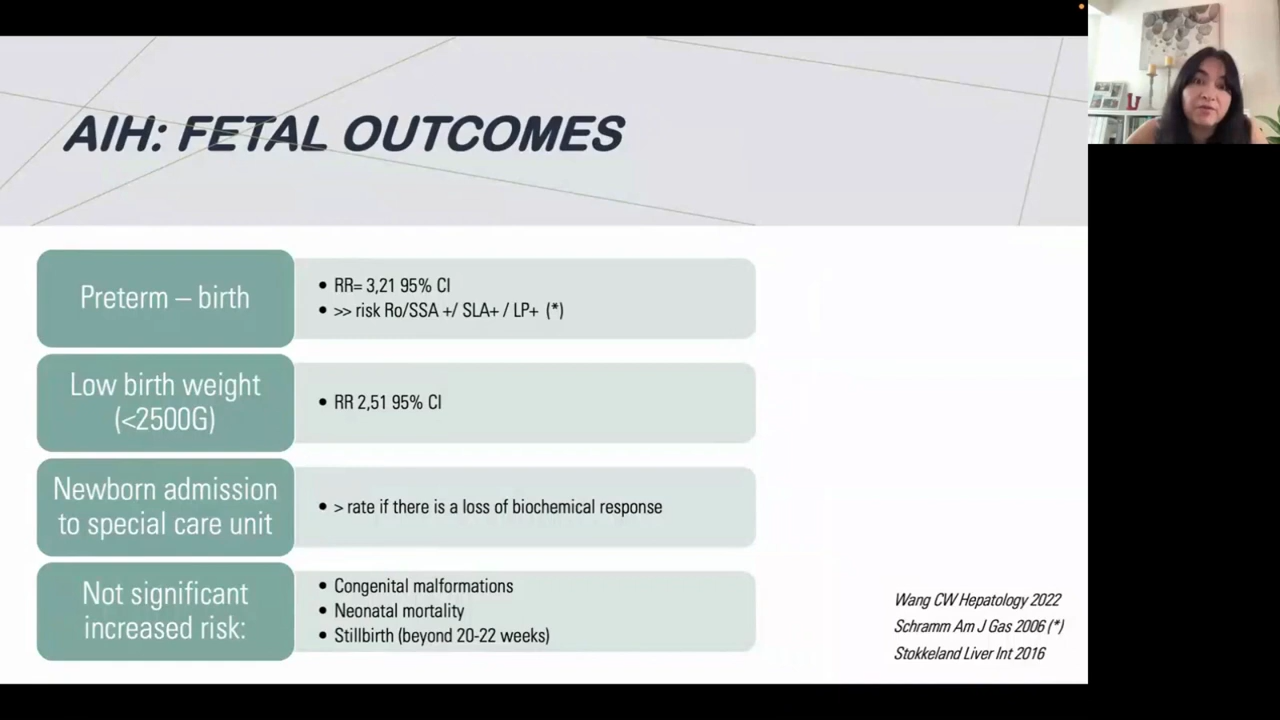 AIH: FETAL OUTCOMES
Preterm – birth
• RR= 3,21 95% CI
• >> risk Ro/SSA +/ SLA+ / LP+ (*)
Low birth weight
(<2500G)
• RR 2,51 95% CI
Newborn admission
to special care unit
• > rate if there is a loss of biochemical response
Not significant
increased risk:
• Congenital malformations
• Neonatal mortality
• Stillbirth (beyond 20-22 weeks)
Wang CW Hepatology 2022
Schramm Am J Gas 2006 (*)
Stokkeland Liver Int 2016